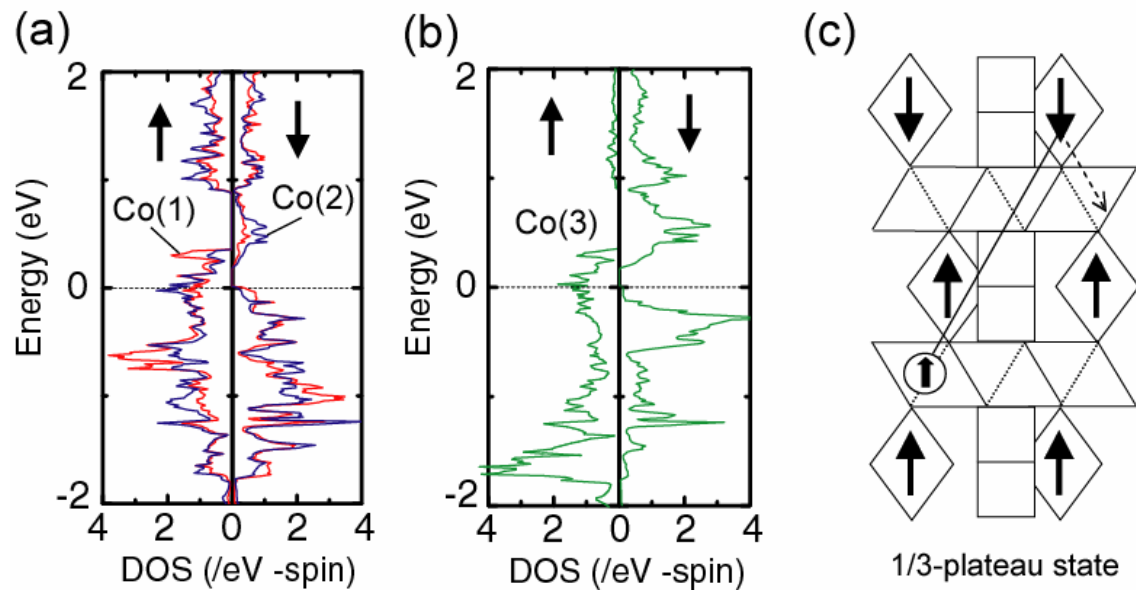 (a)
2
0
-2
Energy (eV)
Co(1)
Co(2)
4 2 0 2 4
DOS (/eV -spin)
(b)
2
0
-2
Energy (eV)
Co(3)
4 2 0 2 4
DOS (/eV -spin)
(c)
1/3-plateau state